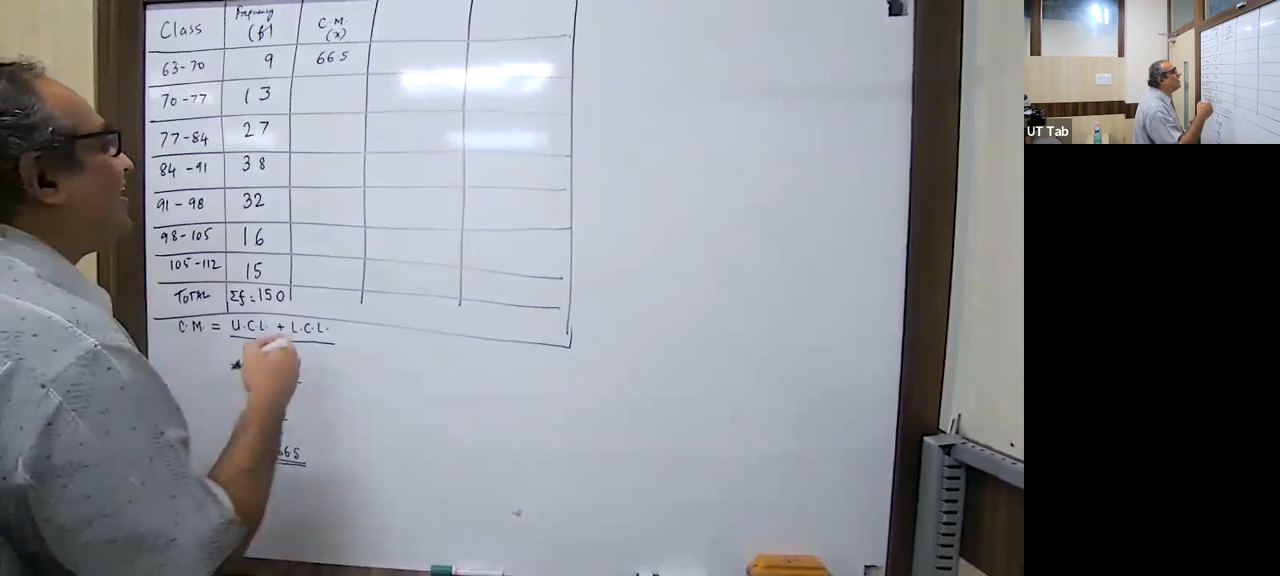 Class Frequency (f) C.M. (x)
63-70 9 66.5
70-77 13
77-84 27
84-91 38
91-98 32
98-105 16
105-112 15
TOTAL Σf=150
C.M. = U.C.L. + L.C.L.
66.5
UT Tab